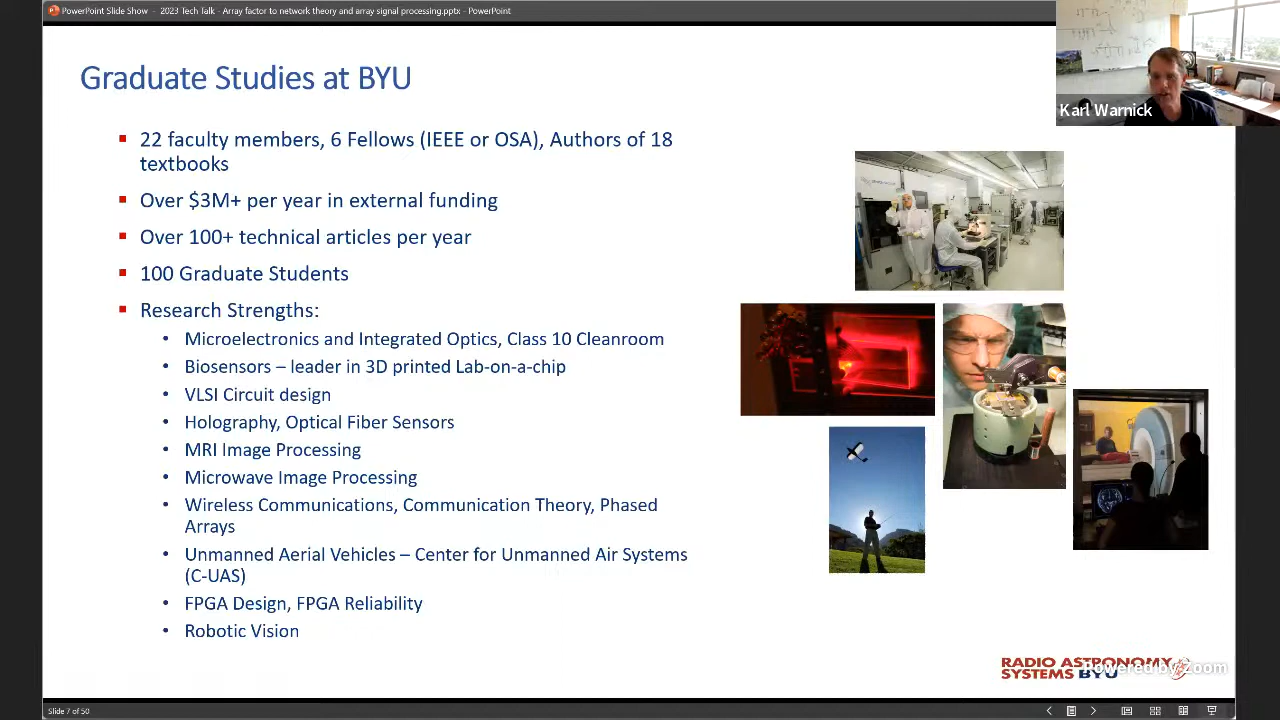 PowerPoint Slide Show - 2023 Tech Talk - Array factor to network theory and array signal processing.pptx - PowerPoint
Graduate Studies at BYU
Karl Warnick
22 faculty members, 6 Fellows (IEEE or OSA), Authors of 18
textbooks
Over $3M+ per year in external funding
Over 100+ technical articles per year
100 Graduate Students
Research Strengths:
Microelectronics and Integrated Optics, Class 10 Cleanroom
Biosensors – leader in 3D printed Lab-on-a-chip
VLSI Circuit design
Holography, Optical Fiber Sensors
MRI Image Processing
Microwave Image Processing
Wireless Communications, Communication Theory, Phased
Arrays
Unmanned Aerial Vehicles – Center for Unmanned Air Systems
(C-UAS)
FPGA Design, FPGA Reliability
Robotic Vision
RADIO ASTRONOMY
SYSTEMS BYU
Powered by Zoom
Slide 7 of 50